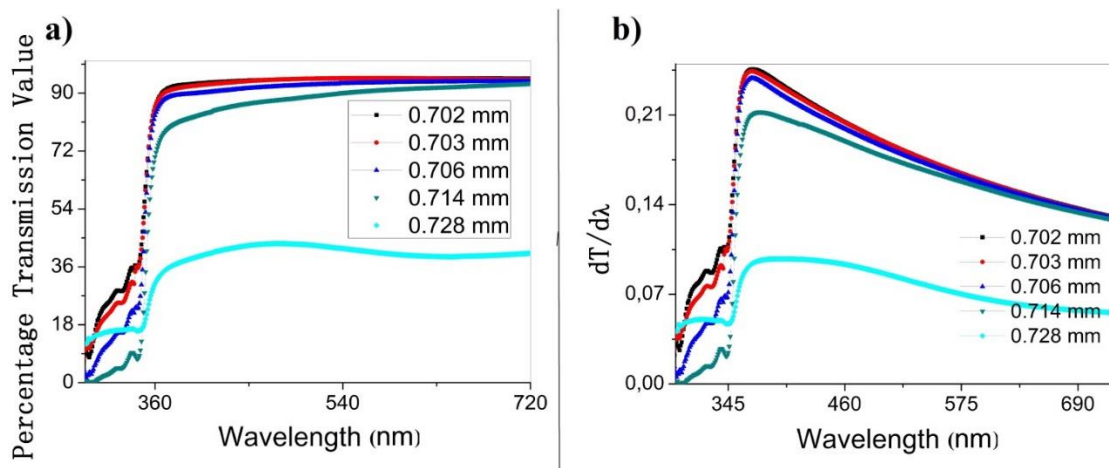 a)
Percentage Transmission Value
90
72
54
36
18
0
0.702 mm
0.703 mm
0.706 mm
0.714 mm
0.728 mm
360
540
720
Wavelength (nm)
b)
dT/dλ
0,21
0,14
0,07
0,00
0.702 mm
0.703 mm
0.706 mm
0.714 mm
0.728 mm
345
460
575
690
Wavelength (nm)